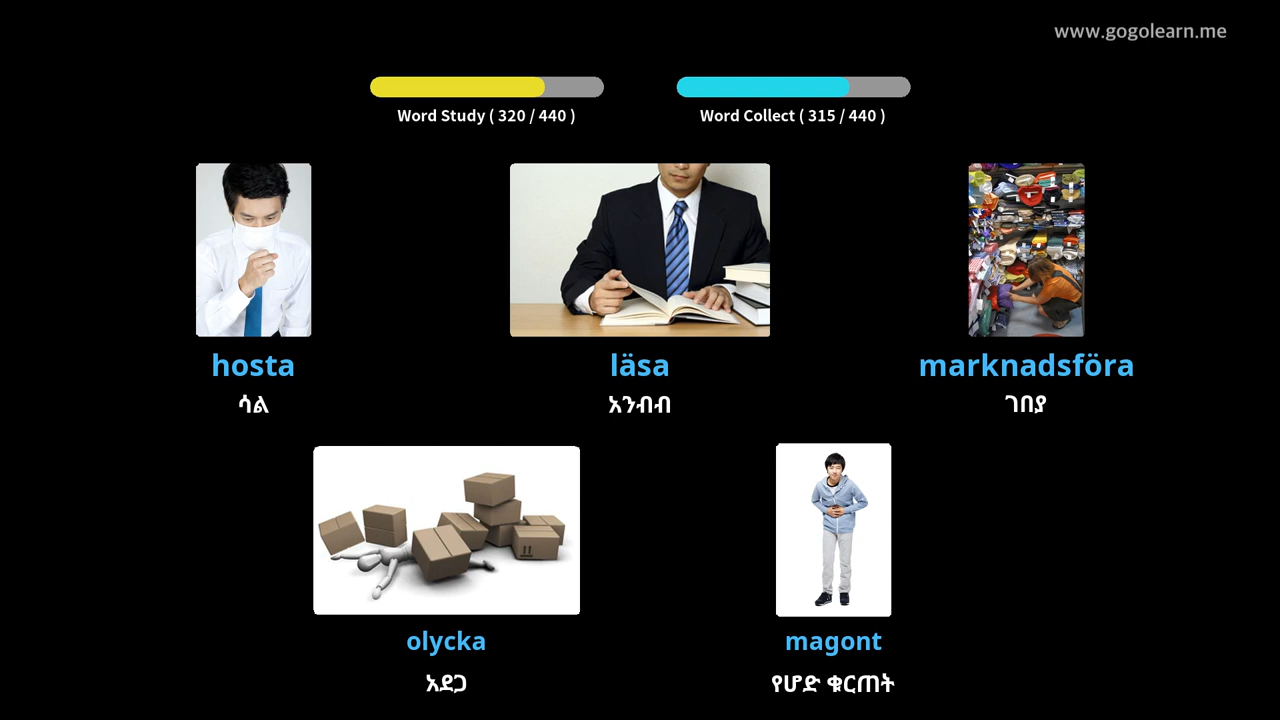 www.gogolearn.me
Word Study ( 320 / 440 )
Word Collect ( 315 / 440 )
hosta
ሳል
läsa
አንብብ
marknadsföra
ገበያ
olycka
አደጋ
magont
የሆድ ቁርጠት